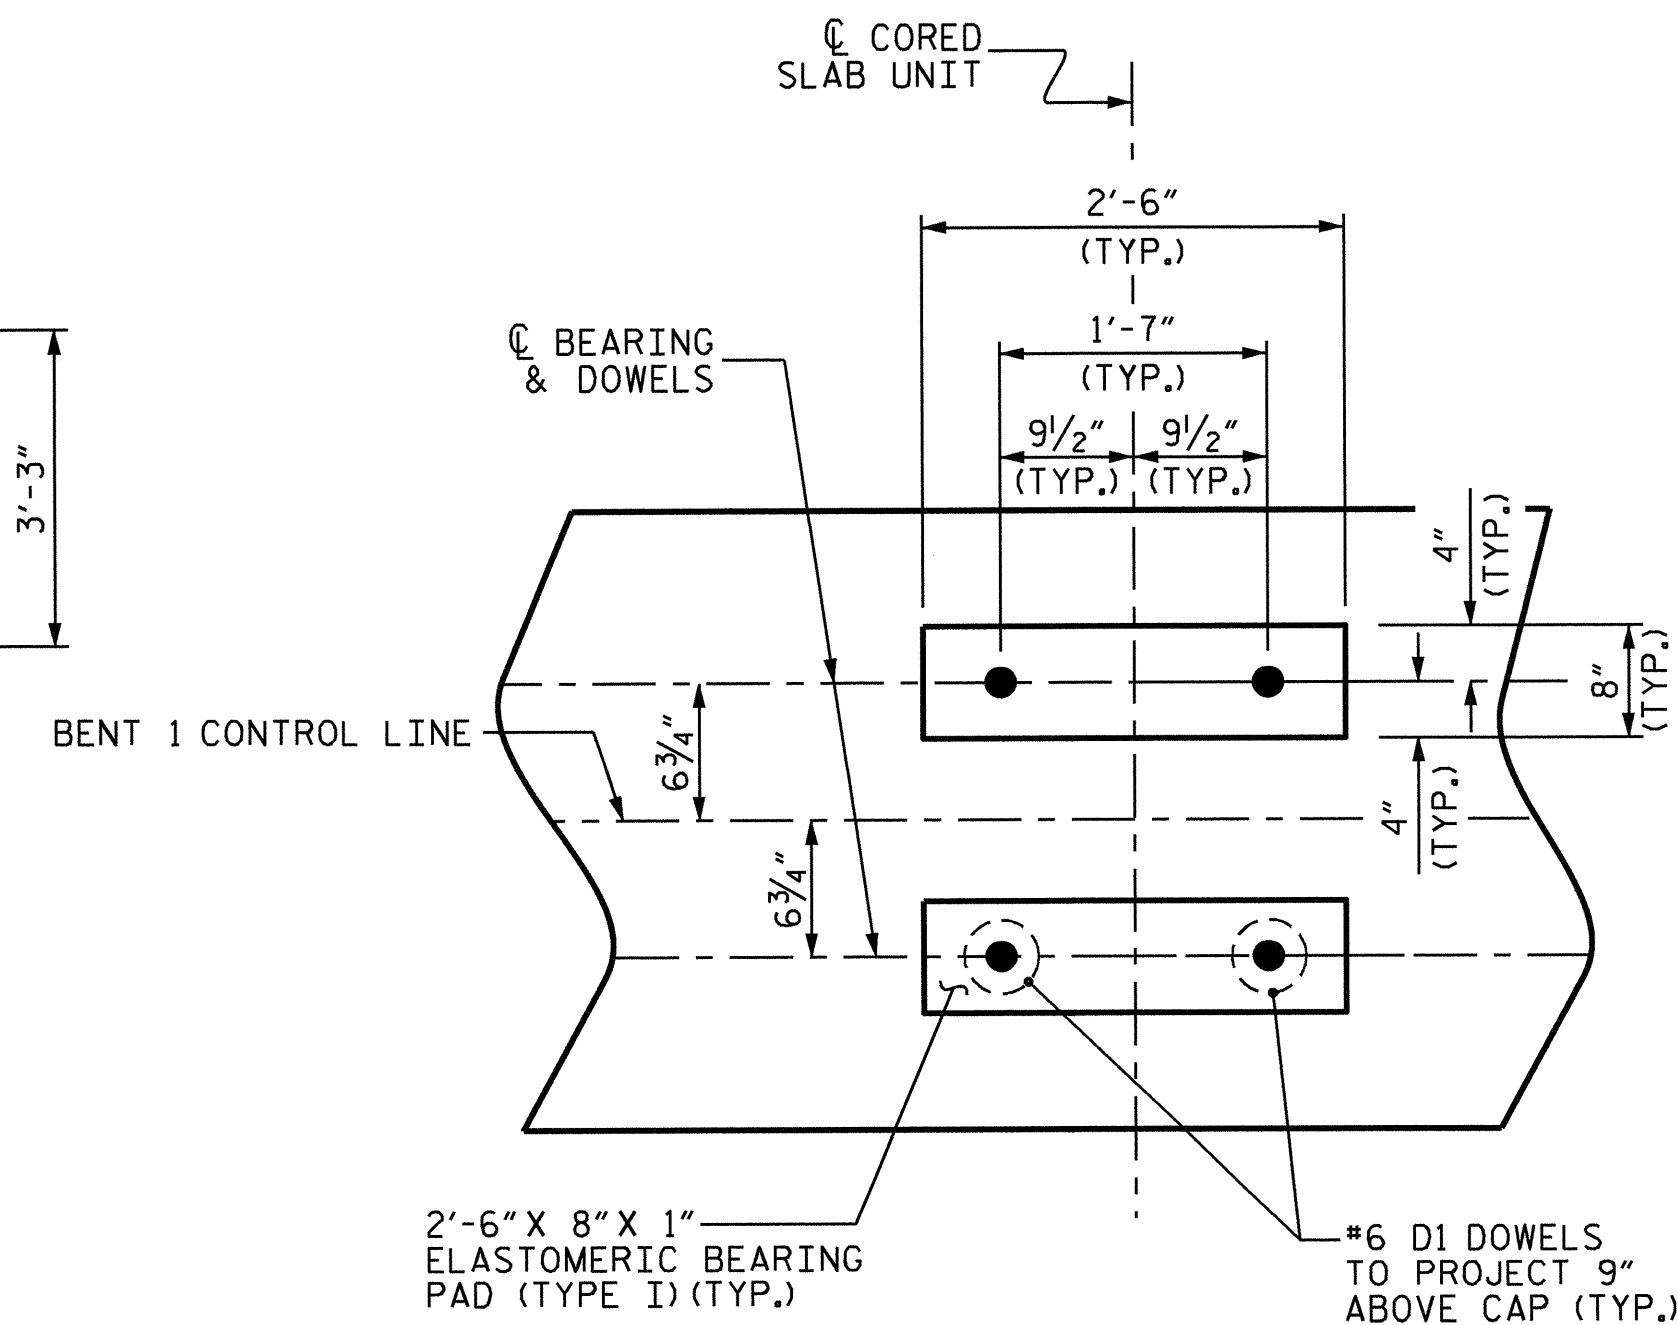 ℄ CORED
SLAB UNIT
2'-6"
(TYP.)
1'-7"
(TYP.)
9½" 9½"
(TYP.) (TYP.)
℄ BEARING
& DOWELS
3'-3"
4"
(TYP.)
8"
(TYP.)
BENT 1 CONTROL LINE
6¾"
4"
(TYP.)
6¾"
2'-6" X 8" X 1"
ELASTOMERIC BEARING
PAD (TYPE I) (TYP.)
#6 D1 DOWELS
TO PROJECT 9"
ABOVE CAP (TYP.)